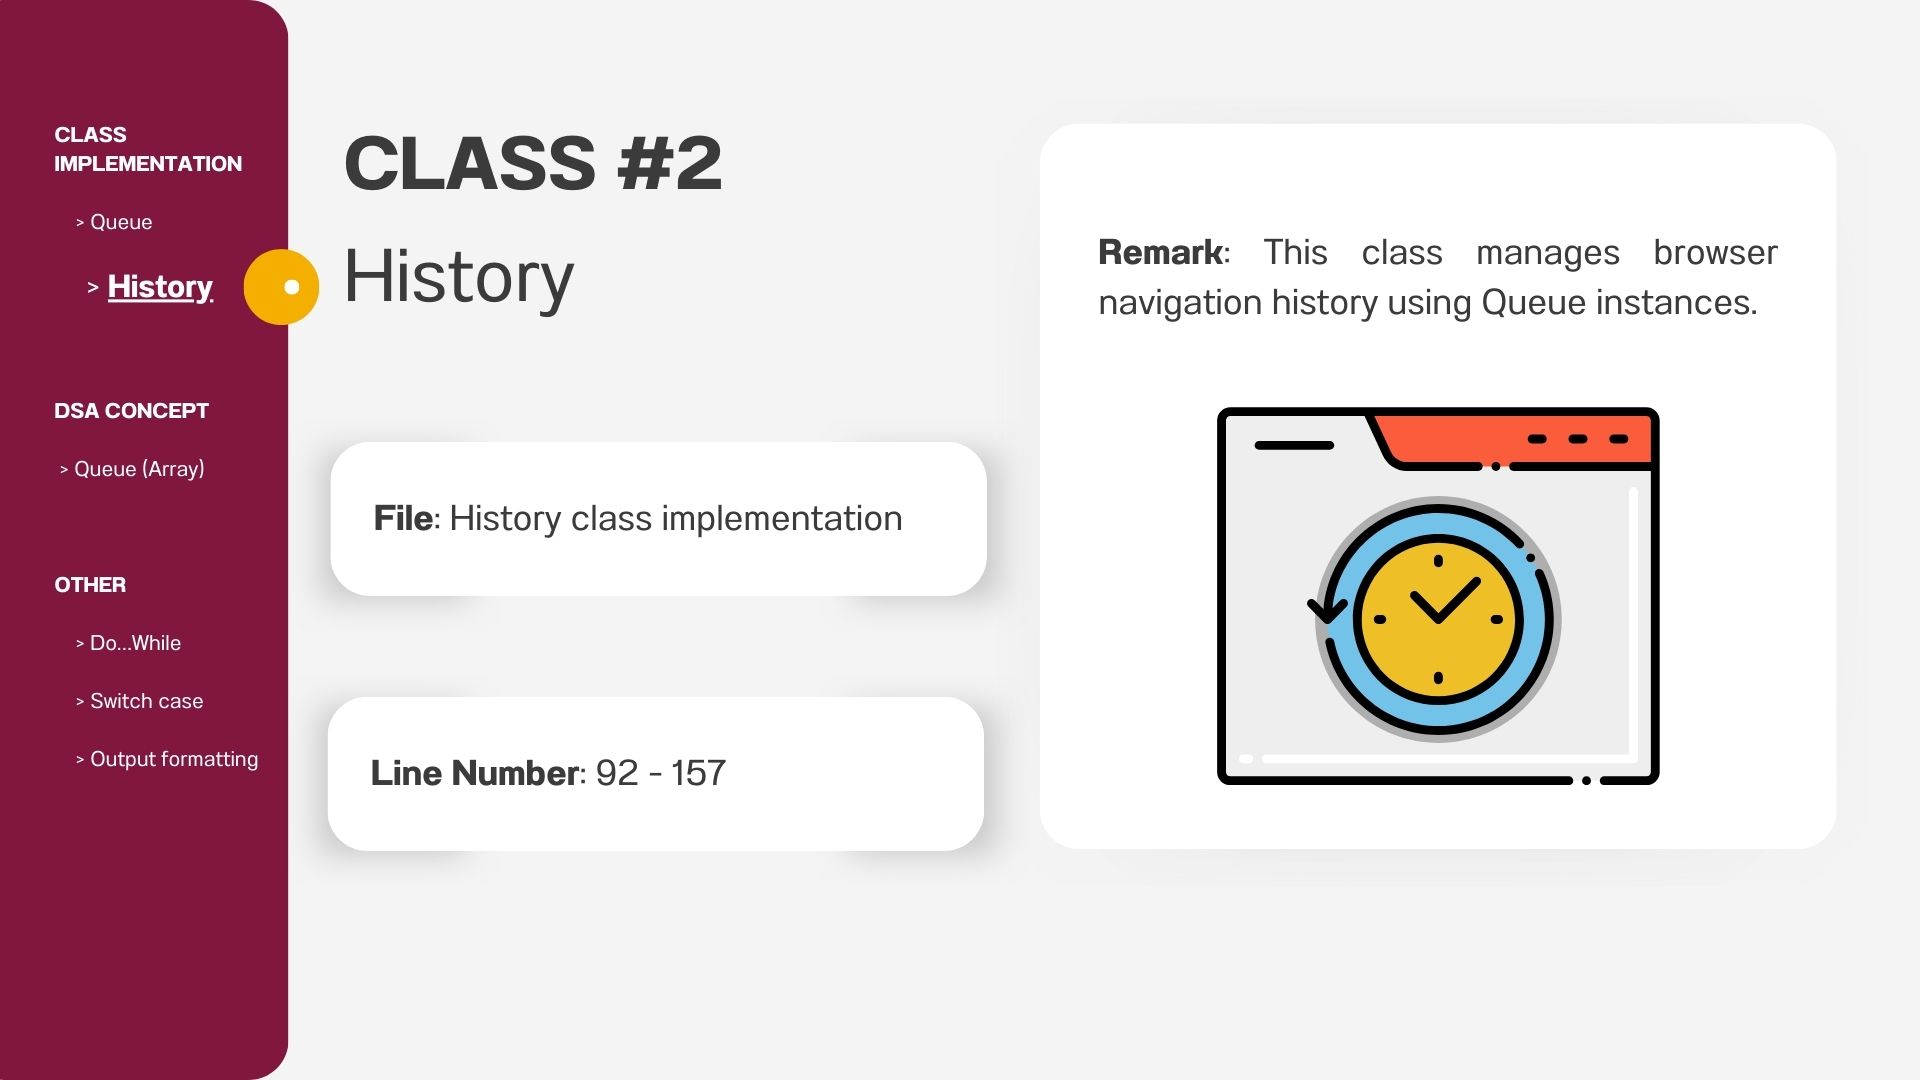 CLASS
IMPLEMENTATION
> Queue
> History
DSA CONCEPT
> Queue (Array)
OTHER
> Do...While
> Switch case
> Output formatting
CLASS #2
History
File: History class implementation
Line Number: 92 - 157
Remark: This class manages browser
navigation history using Queue instances.